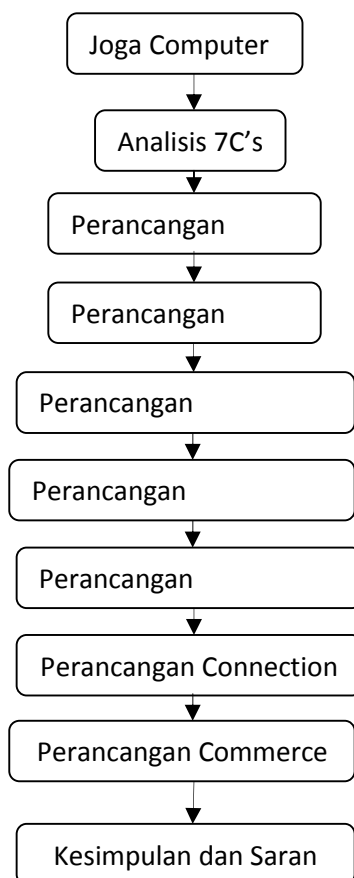 Joga Computer
Analisis 7C’s
Perancangan
Perancangan
Perancangan
Perancangan
Perancangan
Perancangan Connection
Perancangan Commerce
Kesimpulan dan Saran